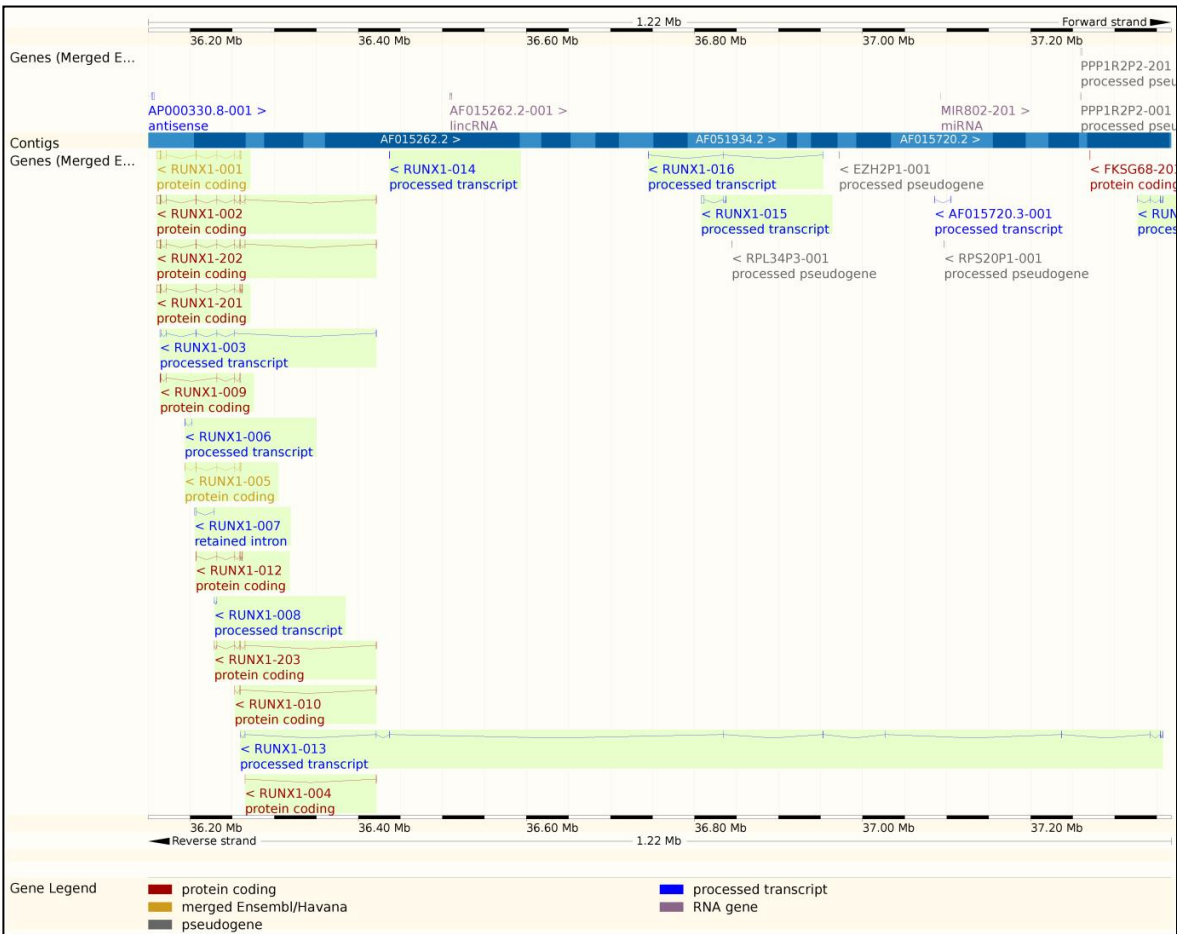 1.22 Mb Forward strand
36.20 Mb 36.40 Mb 36.60 Mb 36.80 Mb 37.00 Mb 37.20 Mb
Genes (Merged E...
PPP1R2P2-201
processed pseu
AP000330.8-001 > AF015262.2-001 > MIR802-201 > PPP1R2P2-001
antisense lincRNA miRNA processed pseu
Contigs AF015262.2 > AF051934.2 > AF015720.2 >
Genes (Merged E...
< RUNX1-001 < RUNX1-014 < RUNX1-016 < EZH2P1-001 < FKSG68-201
protein coding processed transcript processed transcript processed pseudogene protein coding
< RUNX1-002 < RUNX1-015 < AF015720.3-001 < RUN
protein coding processed transcript processed transcript proces
< RUNX1-202 < RPL34P3-001 < RPS20P1-001
protein coding processed pseudogene processed pseudogene
< RUNX1-201
protein coding
< RUNX1-003
processed transcript
< RUNX1-009
protein coding
< RUNX1-006
processed transcript
< RUNX1-005
protein coding
< RUNX1-007
retained intron
< RUNX1-012
protein coding
< RUNX1-008
processed transcript
< RUNX1-203
protein coding
< RUNX1-010
protein coding
< RUNX1-013
processed transcript
< RUNX1-004
protein coding
36.20 Mb 36.40 Mb 36.60 Mb 36.80 Mb 37.00 Mb 37.20 Mb
Reverse strand 1.22 Mb
Gene Legend
protein coding processed transcript
merged Ensembl/Havana RNA gene
pseudogene